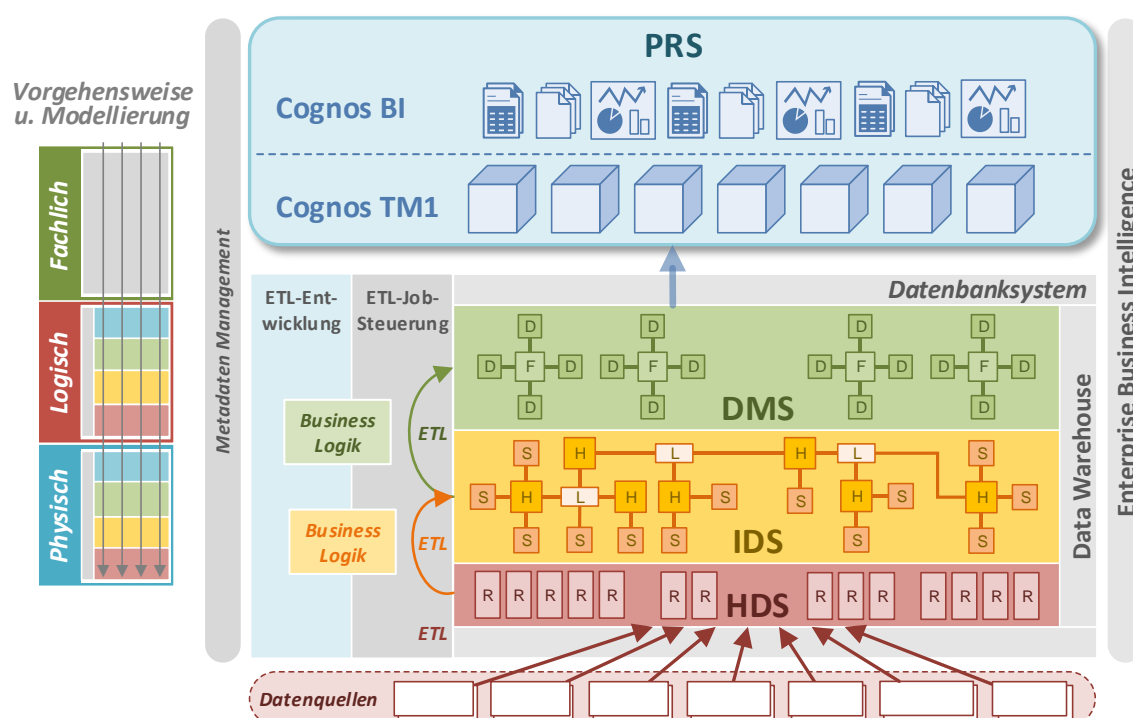 Vorgehensweise
u. Modellierung
Fachlich
Logisch
Physisch
Metadaten Management
PRS
Cognos BI
Cognos TM1
ETL-Ent-
wicklung
ETL-Job-
Steuerung
Datenbanksystem
D D D D
D F D D F D D F D D F D
D D D D
DMS
Business
Logik
ETL
S H L H L S
S H L H H S H S H
S S S S S S
IDS
Business
Logik
ETL
R R R R R R R R R R R R R R
HDS
ETL
Data Warehouse
Enterprise Business Intelligence
Datenquellen